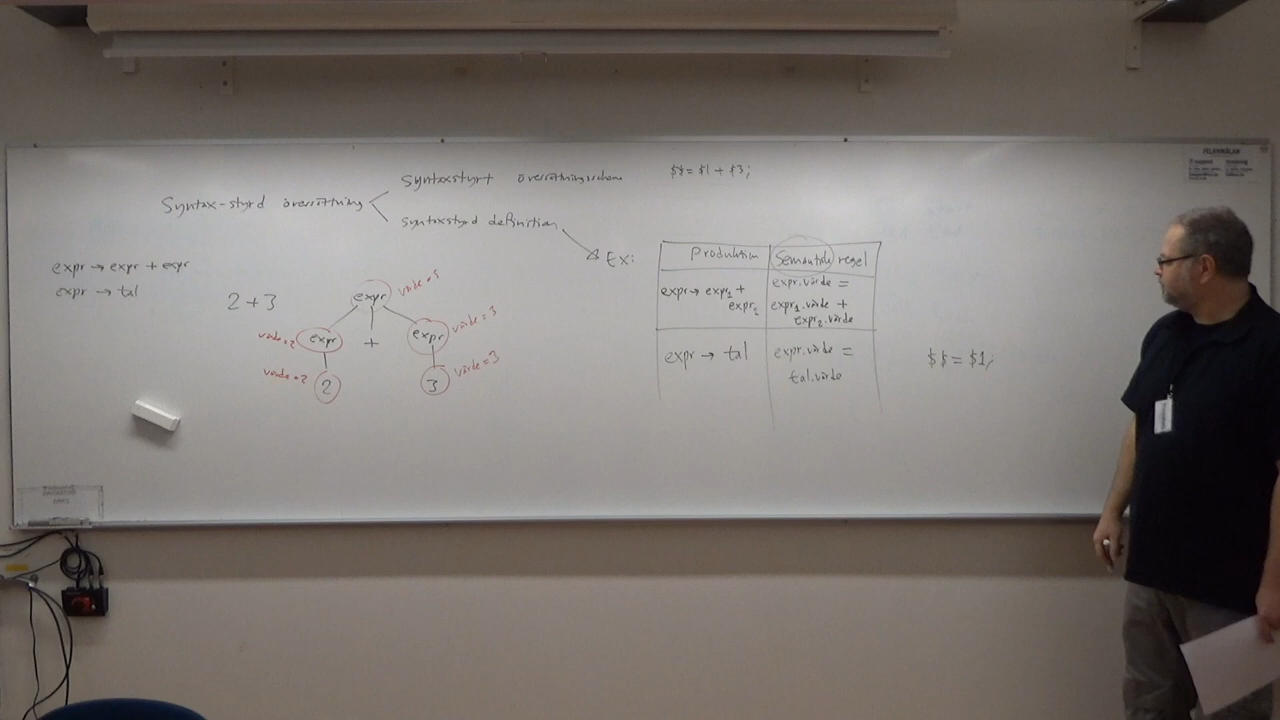 Syntaxstyrt översättningsschema
$$ = $1 + $3;
Syntax-styrd översättning
Syntaxstyrd definition
Ex:
expr → expr + expr
expr → tal
2 + 3
expr
värde = 5
värde = 2
expr
+
expr
värde = 3
värde = 2
2
3
värde = 3
Produktion
Semantisk regel
expr → expr₁ +
expr₂
expr.värde =
expr₁.värde +
expr₂.värde
expr → tal
expr.värde =
tal.värde
$$ = $1;
FELANMÄLAN